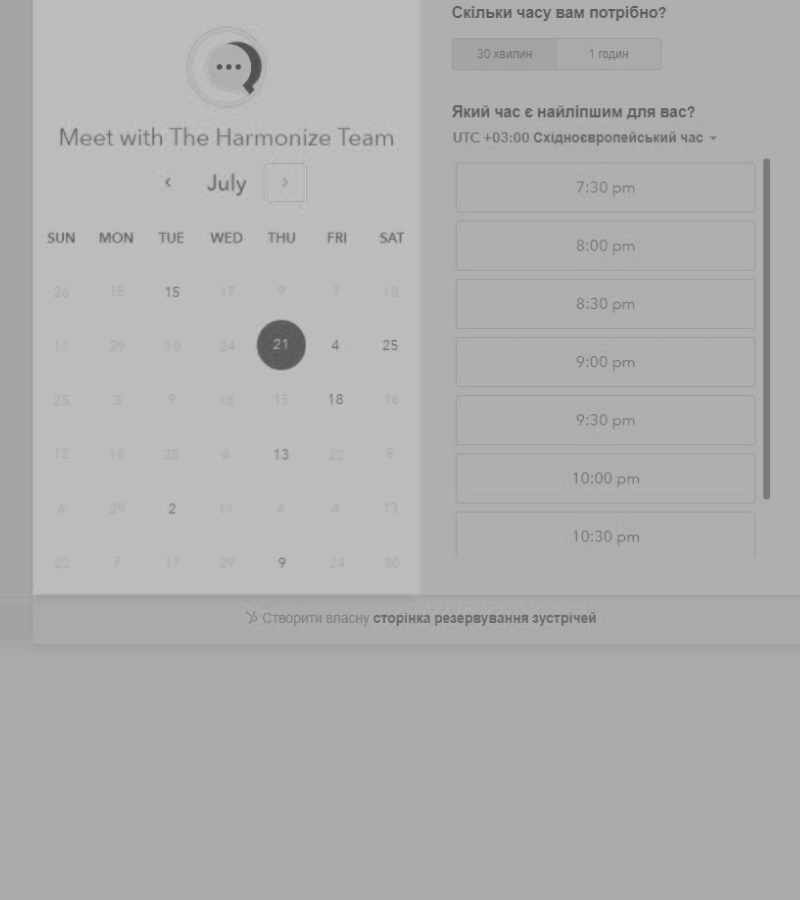 Meet with The Harmonize Team
July
SUN MON TUE WED THU FRI SAT
26 15 15 17 9 7 18
11 29 10 24 21 4 25
25 3 9 18 15 18 16
12 18 28 4 13 22 5
4 29 2 11 4 4 13
22 7 17 29 9 24 30
Скільки часу вам потрібно?
30 хвилин 1 годин
Який час є найліпшим для вас?
UTC +03:00 Східноєвропейський час
7:30 pm
8:00 pm
8:30 pm
9:00 pm
9:30 pm
10:00 pm
10:30 pm
Створити власну сторінка резервування зустрічей